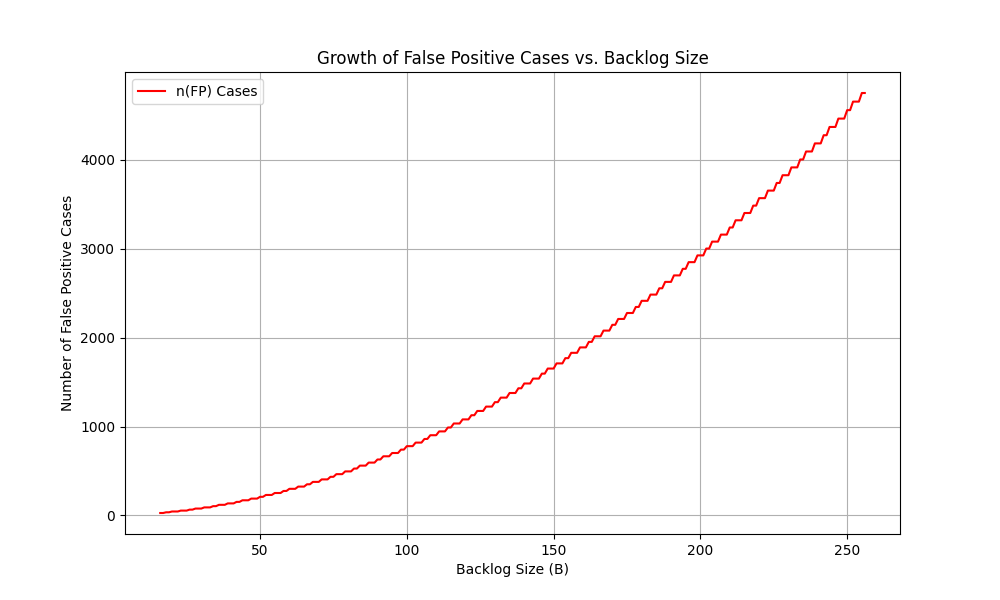 Growth of False Positive Cases vs. Backlog Size
n(FP) Cases
Number of False Positive Cases
4000
3000
2000
1000
0
50 100 150 200 250
Backlog Size (B)